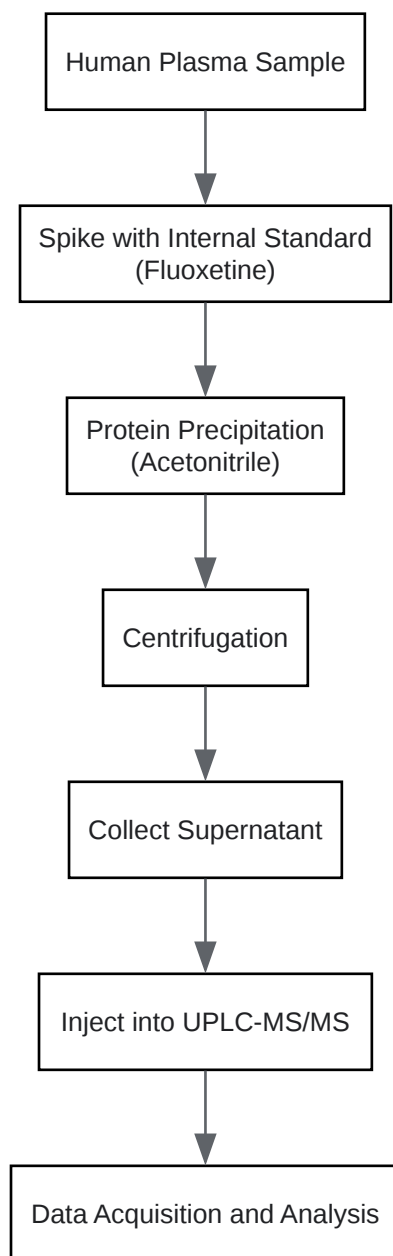 Human Plasma Sample
Spike with Internal Standard
(Fluoxetine)
Protein Precipitation
(Acetonitrile)
Centrifugation
Collect Supernatant
Inject into UPLC-MS/MS
Data Acquisition and Analysis